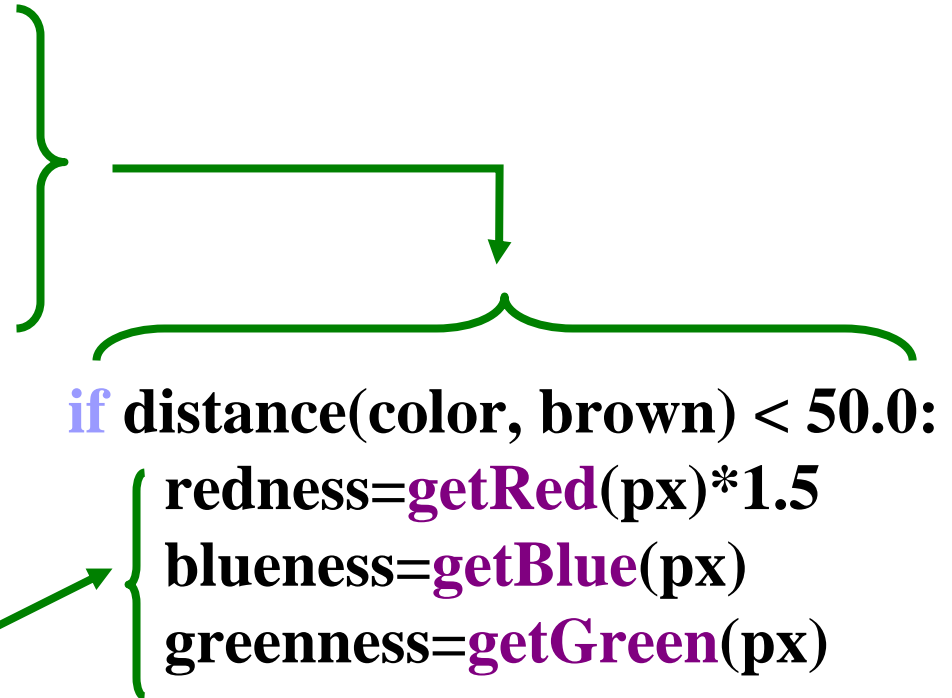 if distance(color, brown) < 50.0:
redness=getRed(px)*1.5
blueness=getBlue(px)
greenness=getGreen(px)